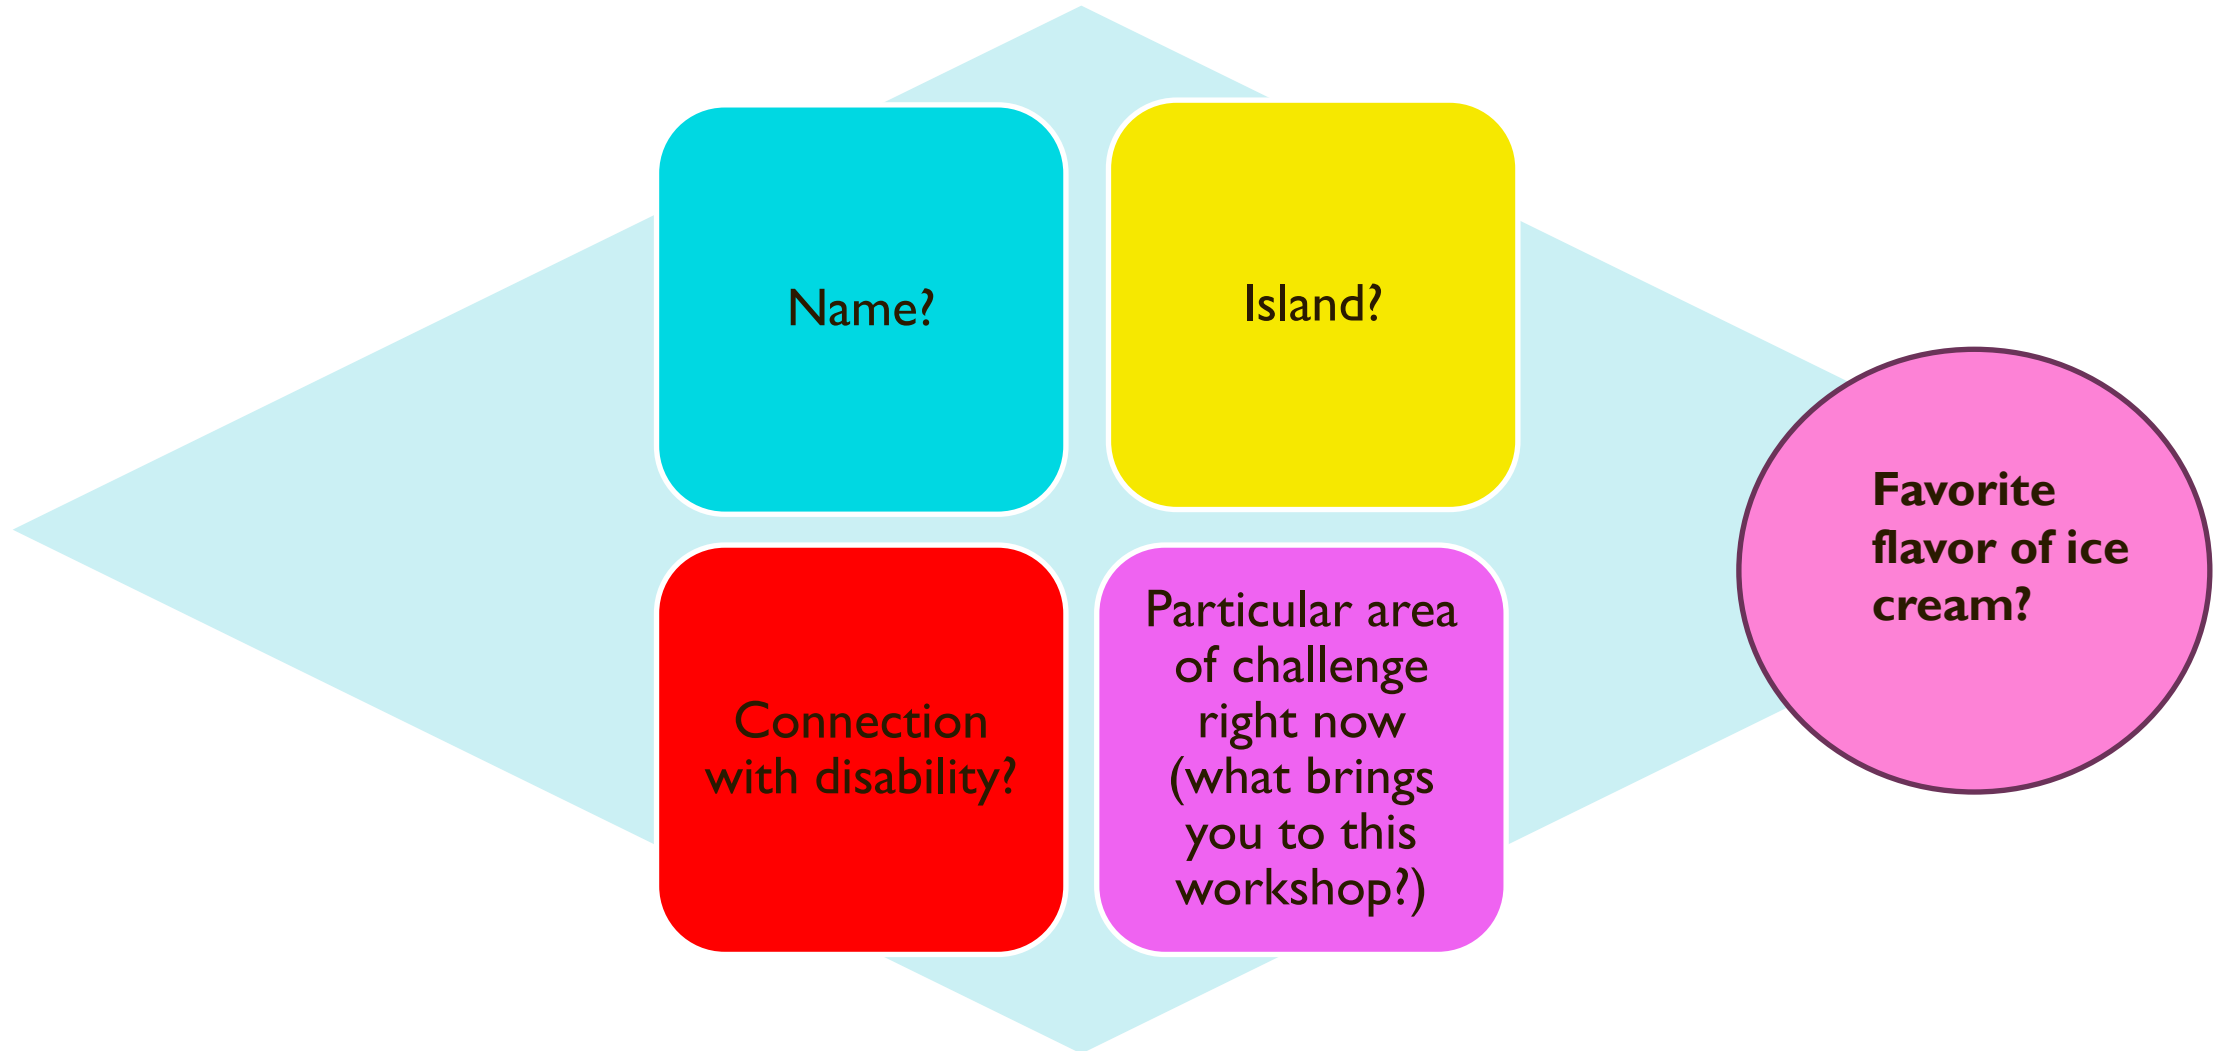 Name?
Island?
Connection
with disability?
Particular area
of challenge
right now
(what brings
you to this
workshop?)
Favorite
flavor of ice
cream?